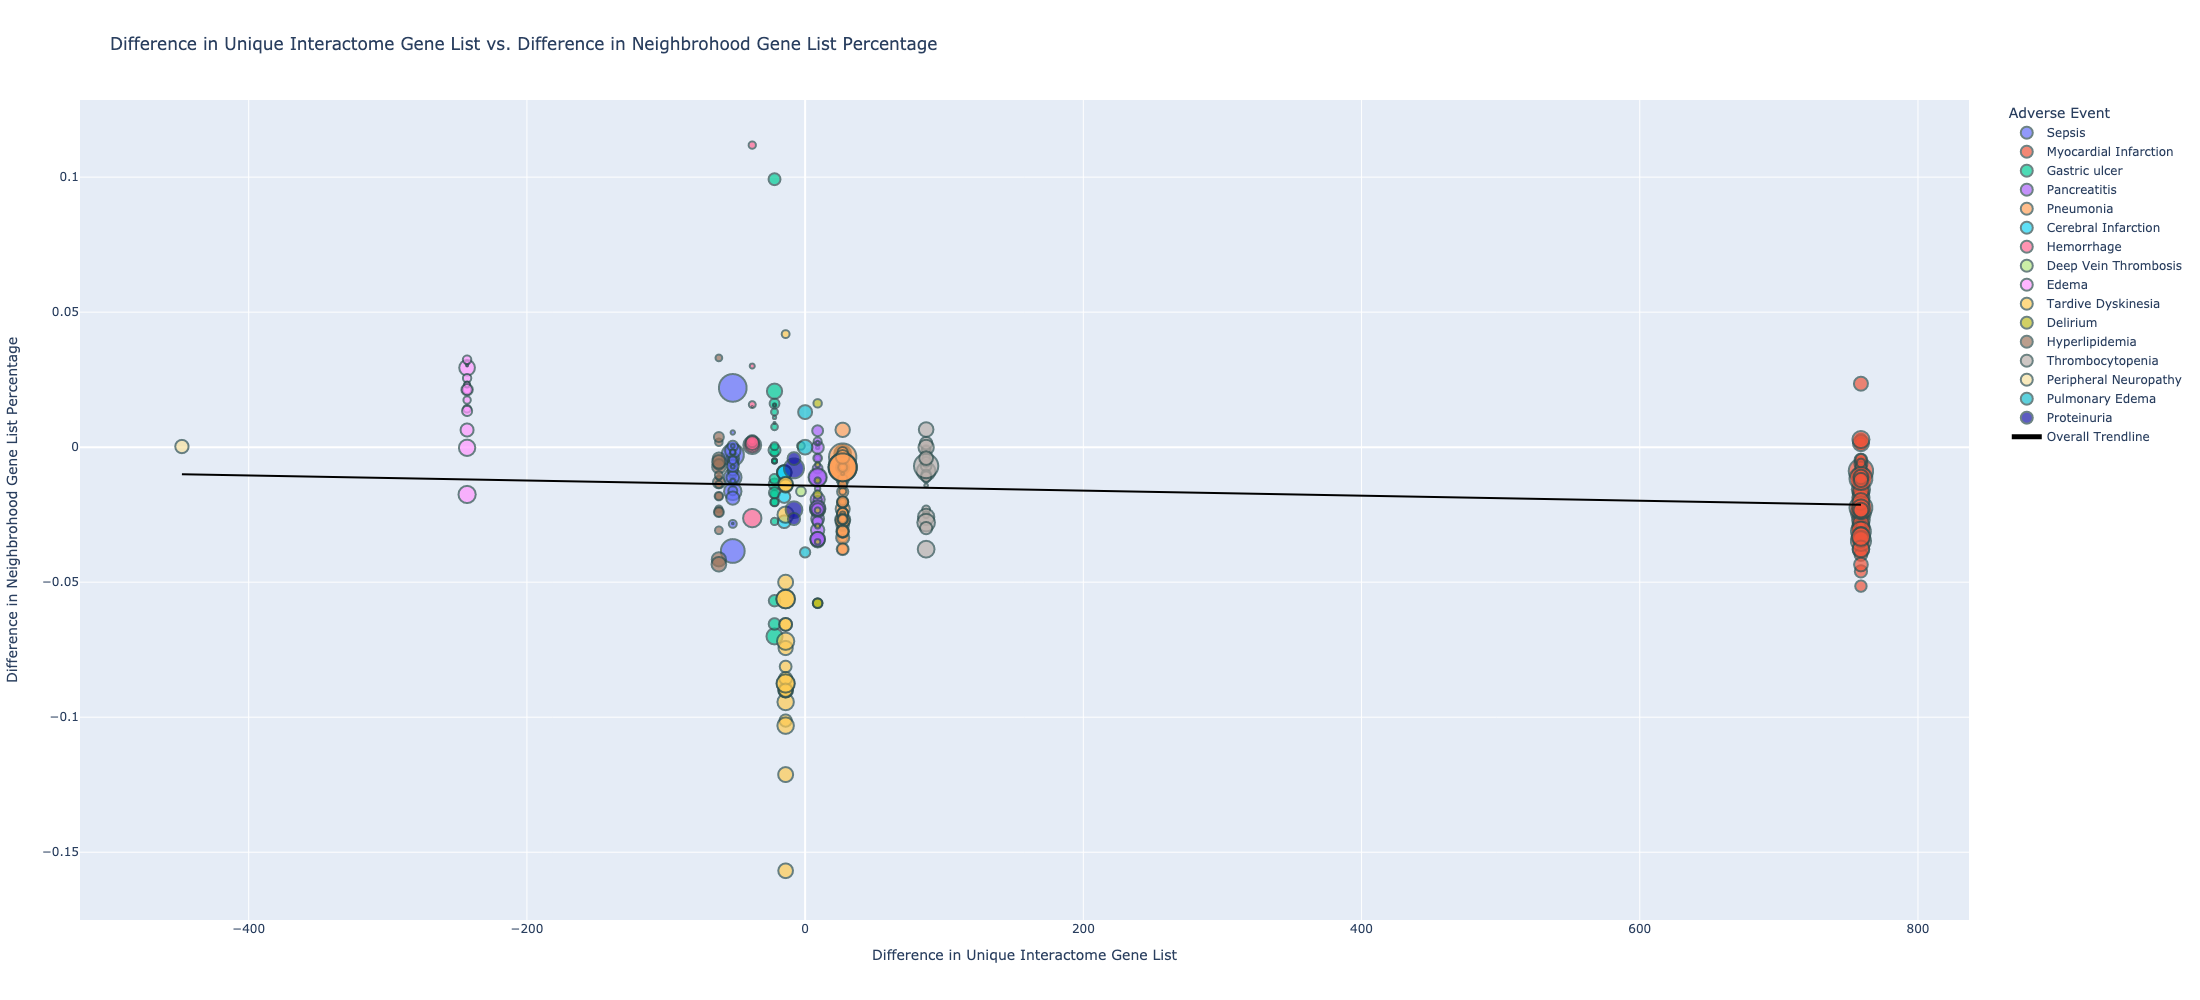 Difference in Unique Interactome Gene List vs. Difference in Neighbrohood Gene List Percentage
Difference in Neighbrohood Gene List Percentage
0.1
0.05
0
−0.05
−0.1
−0.15
−400
−200
0
200
400
600
800
Difference in Unique Interactome Gene List
Adverse Event
Sepsis
Myocardial Infarction
Gastric ulcer
Pancreatitis
Pneumonia
Cerebral Infarction
Hemorrhage
Deep Vein Thrombosis
Edema
Tardive Dyskinesia
Delirium
Hyperlipidemia
Thrombocytopenia
Peripheral Neuropathy
Pulmonary Edema
Proteinuria
Overall Trendline